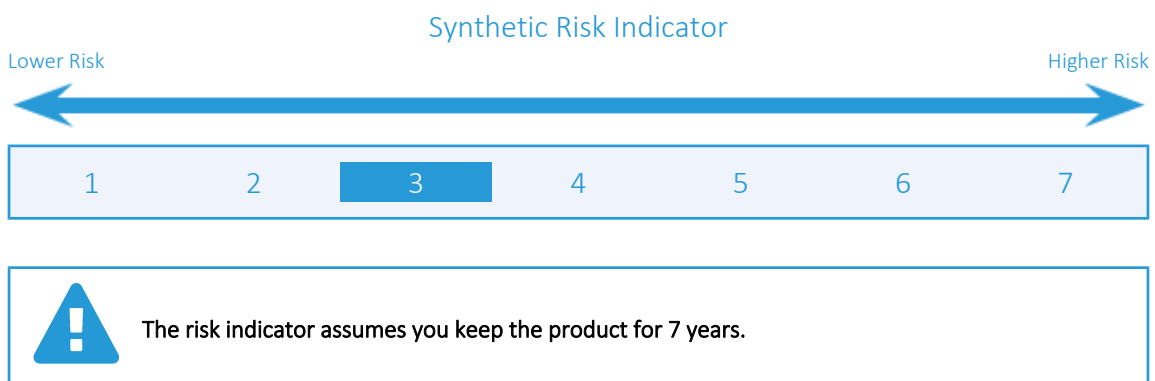 Synthetic Risk Indicator
Lower Risk Higher Risk
1 2 3 4 5 6 7
The risk indicator assumes you keep the product for 7 years.